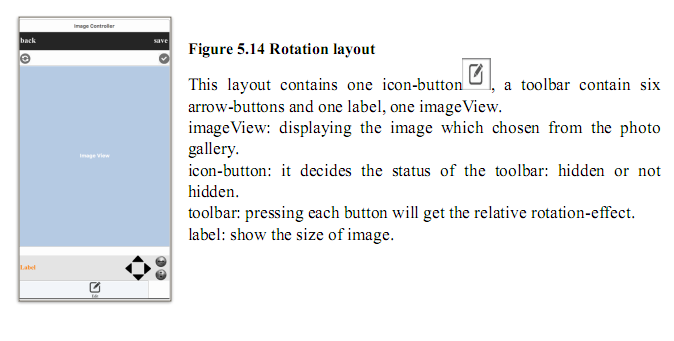 Image Controller
back save
Image View
Label
Edit
Figure 5.14 Rotation layout
This layout contains one icon-button , a toolbar contain six
arrow-buttons and one label, one imageView.
imageView: displaying the image which chosen from the photo
gallery.
icon-button: it decides the status of the toolbar: hidden or not
hidden.
toolbar: pressing each button will get the relative rotation-effect.
label: show the size of image.